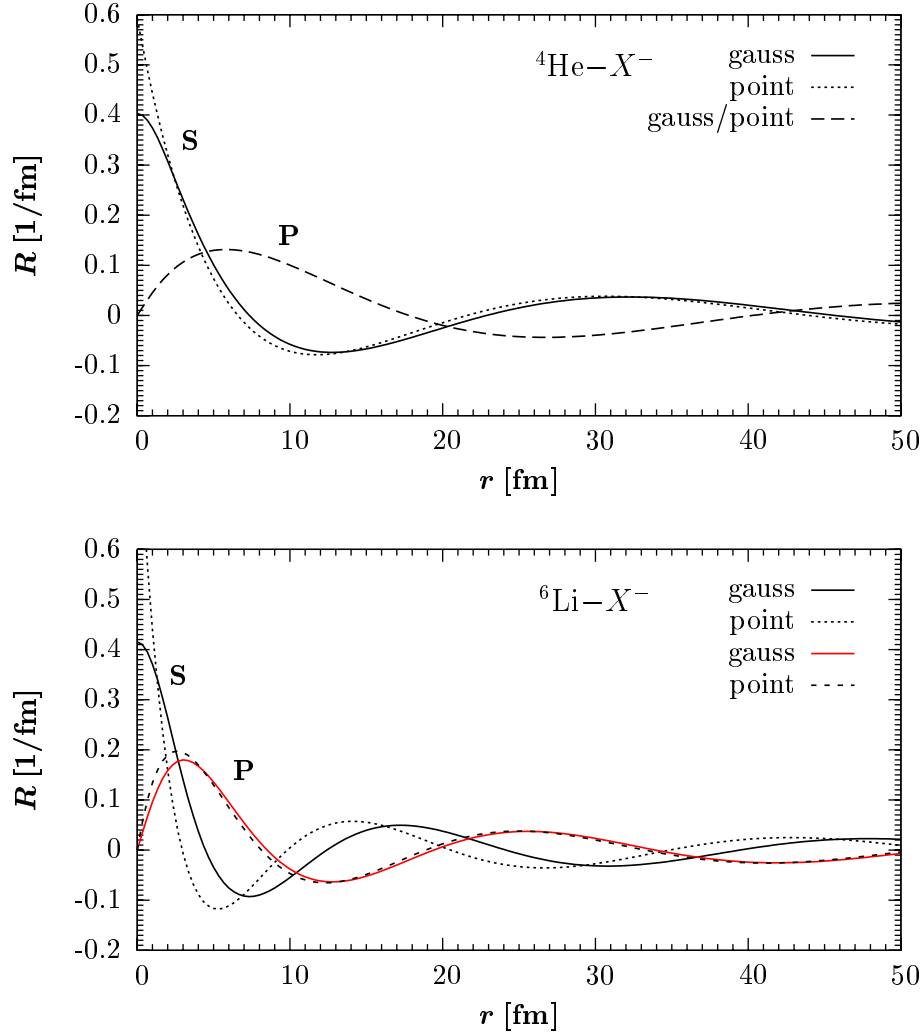 0.6
0.5
0.4
0.3
0.2
0.1
0
-0.1
-0.2
R [1/fm]
⁴He−X⁻
gauss
point
gauss/point
S
P
0 10 20 30 40 50
r [fm]
0.6
0.5
0.4
0.3
0.2
0.1
0
-0.1
-0.2
R [1/fm]
⁶Li−X⁻
gauss
point
gauss
point
S
P
0 10 20 30 40 50
r [fm]